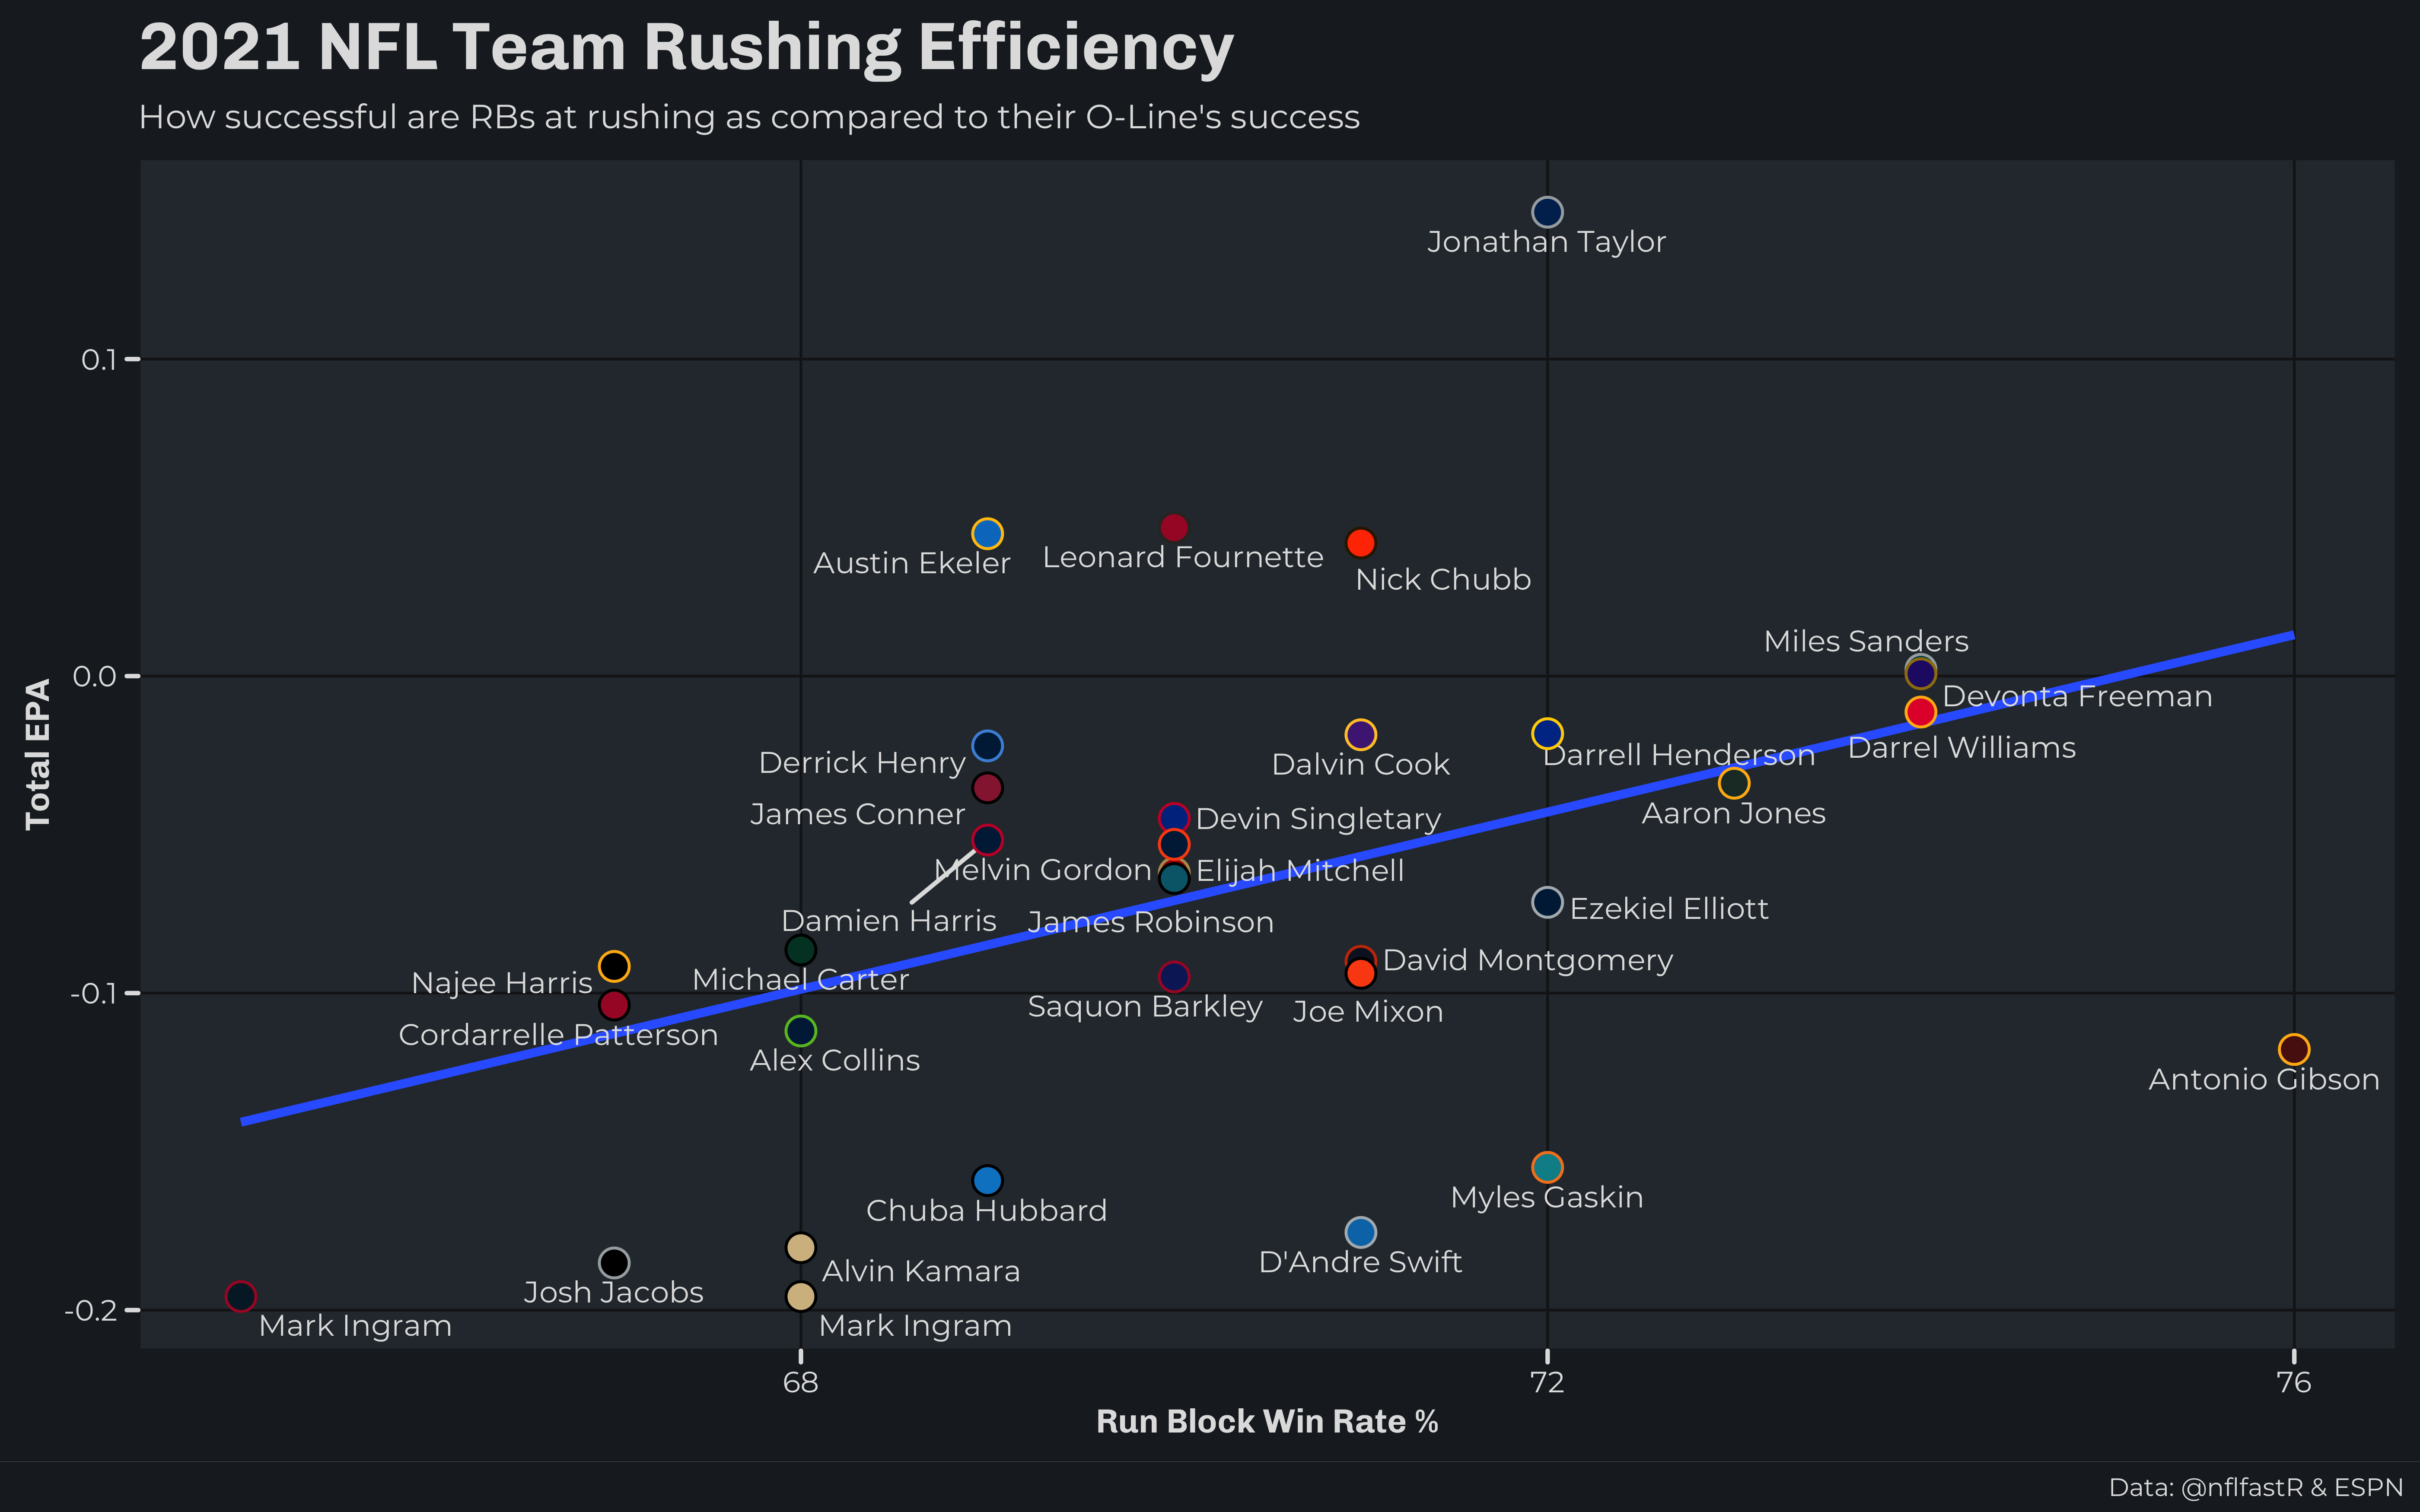 2021 NFL Team Rushing Efficiency
How successful are RBs at rushing as compared to their O-Line's success
Jonathan Taylor
0.1
Austin Ekeler
Leonard Fournette
Nick Chubb
Miles Sanders
0.0
Devonta Freeman
Darrel Williams
Darrell Henderson
Dalvin Cook
Derrick Henry
Total EPA
James Conner
Aaron Jones
Devin Singletary
Melvin Gordon
Elijah Mitchell
Damien Harris
James Robinson
Ezekiel Elliott
David Montgomery
Najee Harris
Michael Carter
-0.1
Saquon Barkley
Joe Mixon
Cordarrelle Patterson
Alex Collins
Antonio Gibson
Myles Gaskin
Chuba Hubbard
D'Andre Swift
Alvin Kamara
Josh Jacobs
-0.2
Mark Ingram
Mark Ingram
68
72
76
Run Block Win Rate %
Data: @nflfastR & ESPN